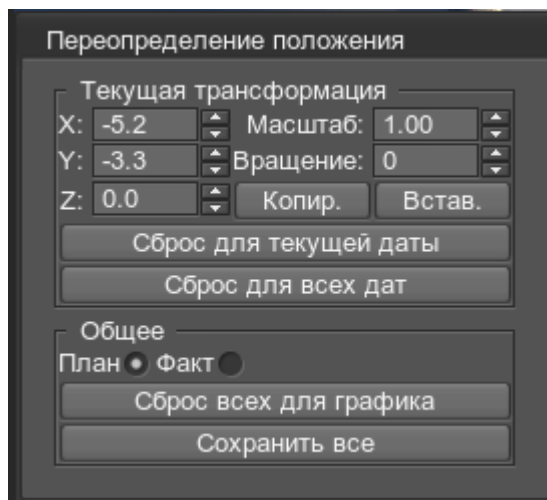 Переопределение положения
Текущая трансформация
X: -5.2 Масштаб: 1.00
Y: -3.3 Вращение: 0
Z: 0.0 Копир. Встав.
Сброс для текущей даты
Сброс для всех дат
Общее
План Факт
Сброс всех для графика
Сохранить все